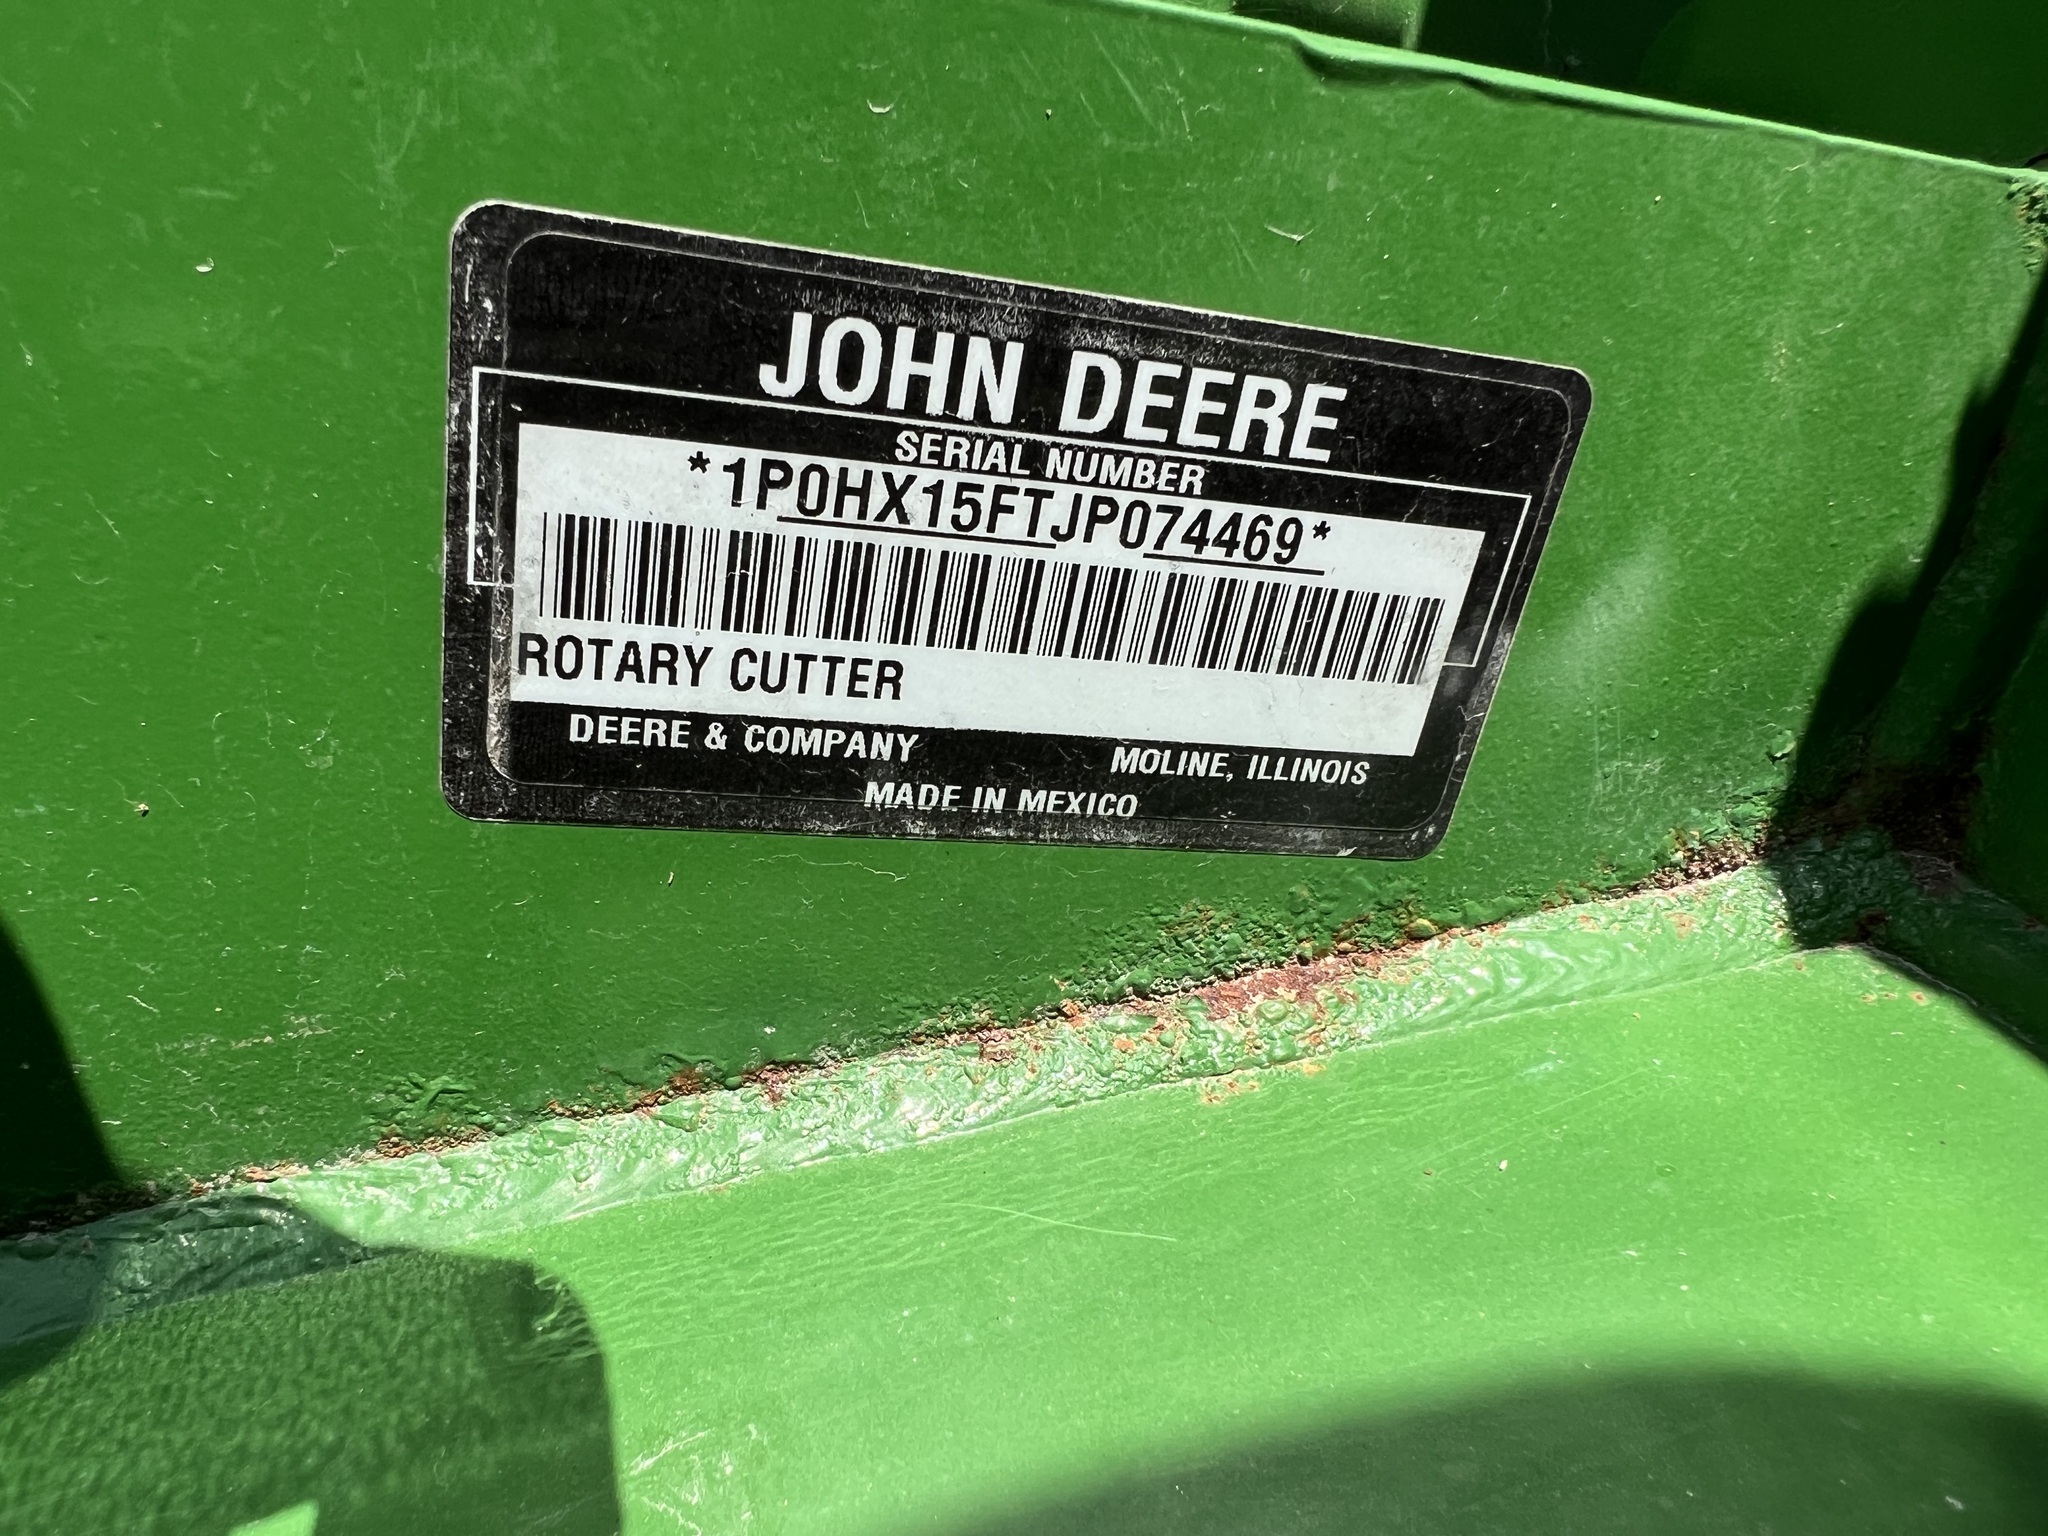 JOHN DEERE
SERIAL NUMBER
*1P0HX15FTJP074469*
ROTARY CUTTER
DEERE & COMPANY MOLINE, ILLINOIS
MADE IN MEXICO